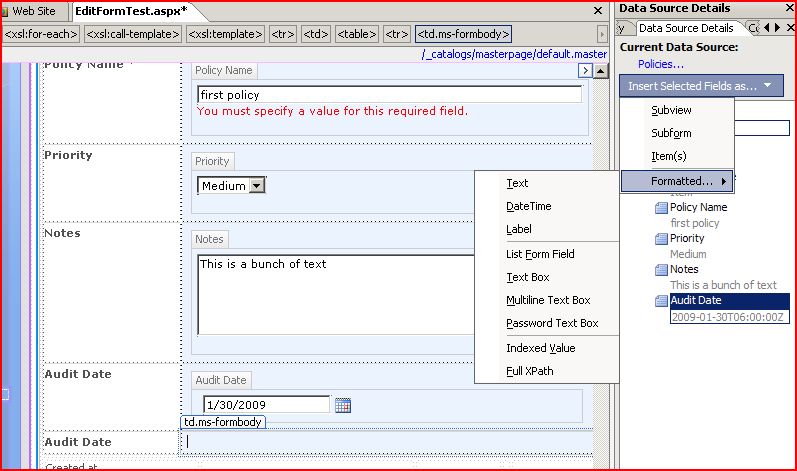 Web Site
EditFormTest.aspx*
<xsl:for-each> <xsl:call-template> <xsl:template> <tr> <td> <table> <tr> <td.ms-formbody>
/_catalogs/masterpage/default.master
Policy Name
Policy Name
first policy
You must specify a value for this required field.
Priority
Priority
Medium
Notes
Notes
This is a bunch of text
Audit Date
Audit Date
1/30/2009
td.ms-formbody
Audit Date
Created at
Text
DateTime
Label
List Form Field
Text Box
Multiline Text Box
Password Text Box
Indexed Value
Full XPath
Data Source Details
y Data Source Details
Current Data Source:
Policies...
Insert Selected Fields as...
Subview
Subform
Item(s)
Formatted...
Policy Name
first policy
Priority
Medium
Notes
This is a bunch of text
Audit Date
2009-01-30T06:00:00Z